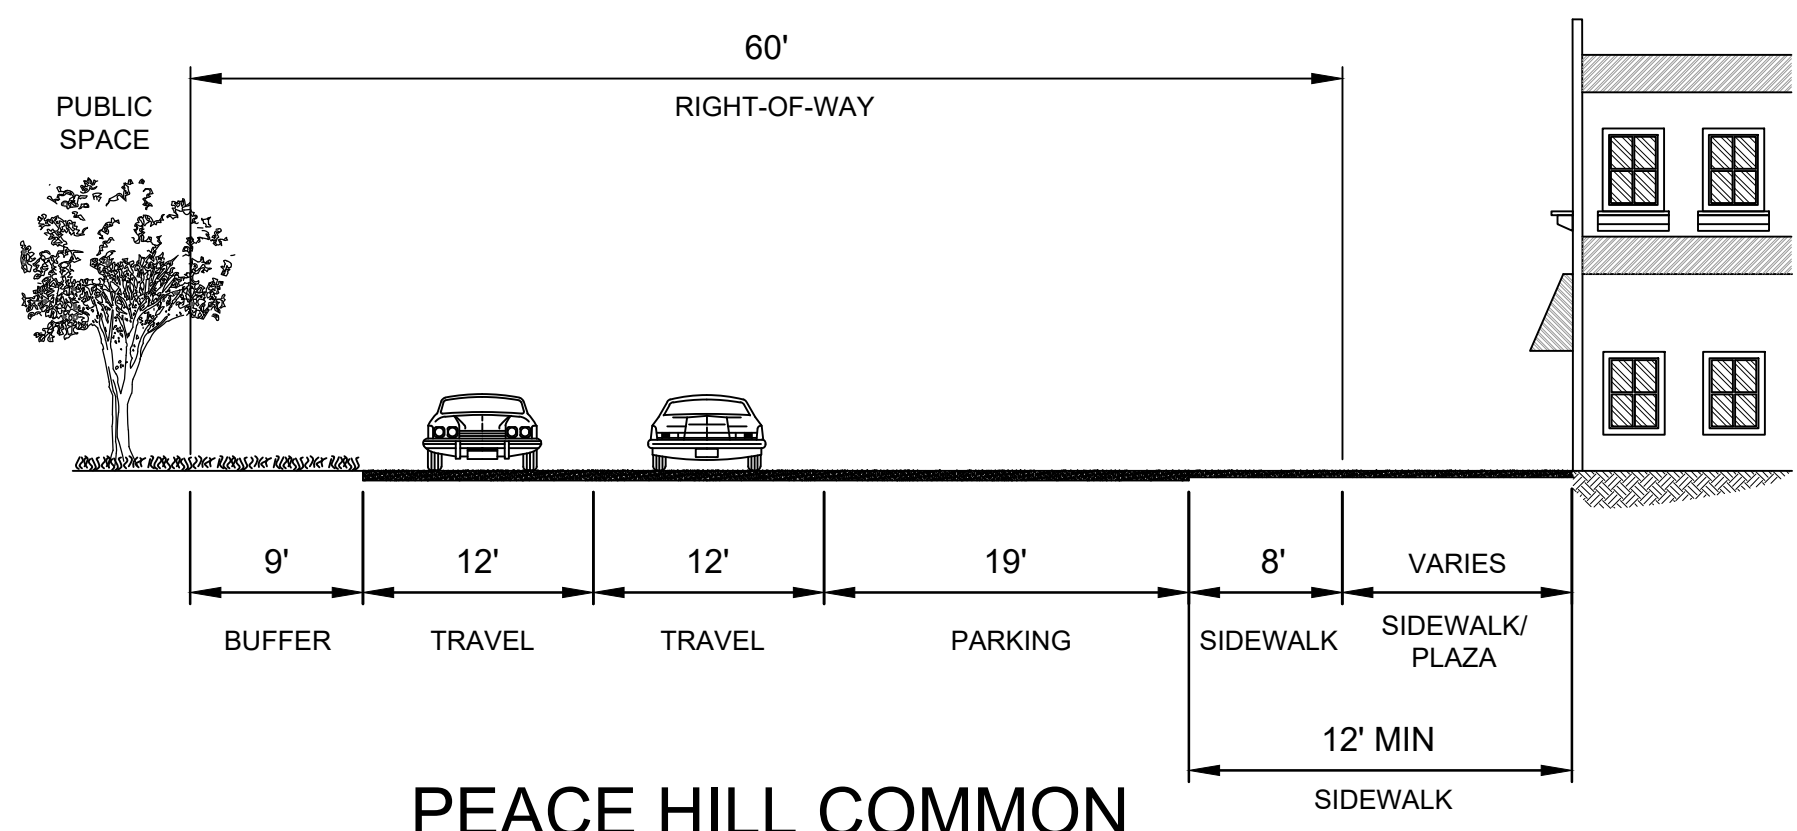 60'
RIGHT-OF-WAY
PUBLIC
SPACE
9'
12'
12'
19'
8'
VARIES
BUFFER
TRAVEL
TRAVEL
PARKING
SIDEWALK
SIDEWALK/
PLAZA
12' MIN
SIDEWALK
PEACE HILL COMMON